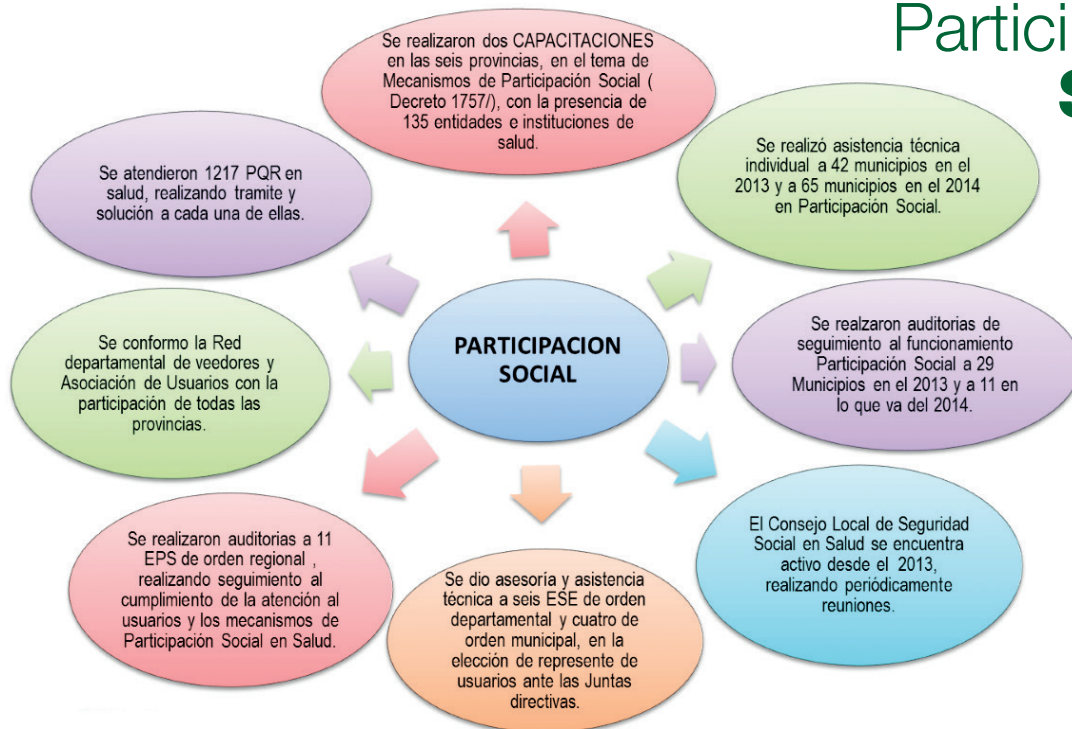 Partici
S
Se realizaron dos CAPACITACIONES
en las seis provincias, en el tema de
Mecanismos de Participación Social (
Decreto 1757/), con la presencia de
135 entidades e instituciones de
salud.
Se realizó asistencia técnica
individual a 42 municipios en el
2013 y a 65 municipios en el 2014
en Participación Social.
Se realzaron auditorias de
seguimiento al funcionamiento
Participación Social a 29
Municipios en el 2013 y a 11 en
lo que va del 2014.
El Consejo Local de Seguridad
Social en Salud se encuentra
activo desde el 2013,
realizando periódicamente
reuniones.
Se dio asesoría y asistencia
técnica a seis ESE de orden
departamental y cuatro de
orden municipal, en la
elección de represente de
usuarios ante las Juntas
directivas.
Se realizaron auditorias a 11
EPS de orden regional ,
realizando seguimiento al
cumplimiento de la atención al
usuarios y los mecanismos de
Participación Social en Salud.
Se conformo la Red
departamental de veedores y
Asociación de Usuarios con la
participación de todas las
provincias.
Se atendieron 1217 PQR en
salud, realizando tramite y
solución a cada una de ellas.
PARTICIPACION
SOCIAL